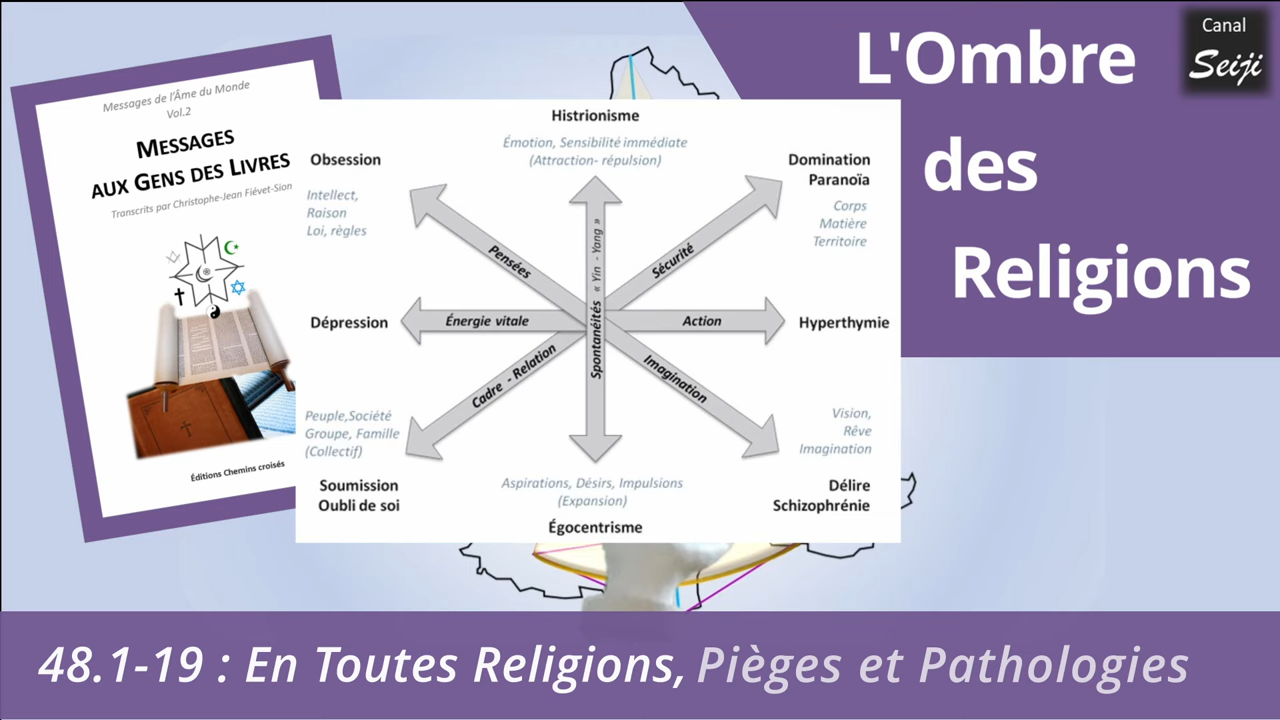 L'Ombre
des
Religions
Canal
Seiji
Messages de l'Âme du Monde
Vol.2
MESSAGES
AUX GENS DES LIVRES
Transcrits par Christophe-Jean Fiévet-Sion
Éditions Chemins croisés
Histrionisme
Émotion, Sensibilité immédiate
(Attraction- répulsion)
Obsession
Intellect,
Raison
Loi, règles
Domination
Paranoïa
Corps
Matière
Territoire
Pensées
Spontanéités « Yin - Yang »
Sécurité
Dépression
Énergie vitale
Action
Hyperthymie
Cadre - Relation
Imagination
Peuple,Société
Groupe, Famille
(Collectif)
Soumission
Oubli de soi
Aspirations, Désirs, Impulsions
(Expansion)
Égocentrisme
Vision,
Rêve
Imagination
Délire
Schizophrénie
48.1-19 : En Toutes Religions, Pièges et Pathologies